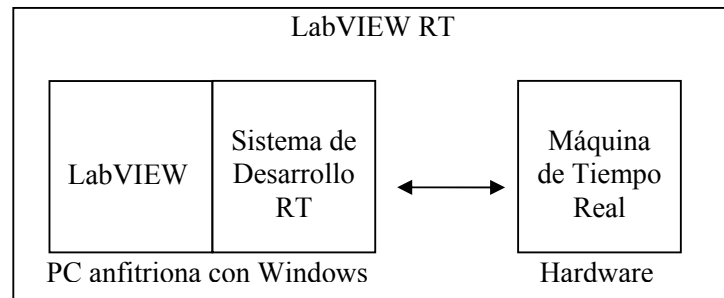 LabVIEW RT
LabVIEW
Sistema de
Desarrollo
RT
Máquina
de Tiempo
Real
PC anfitriona con Windows
Hardware